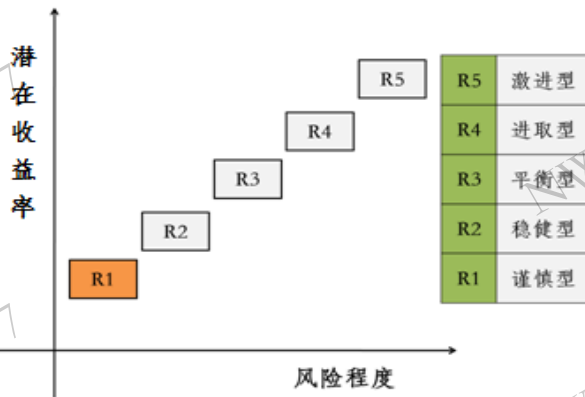 潜在收益率
R5
R4
R3
R2
R1
风险程度
R5 激进型
R4 进取型
R3 平衡型
R2 稳健型
R1 谨慎型